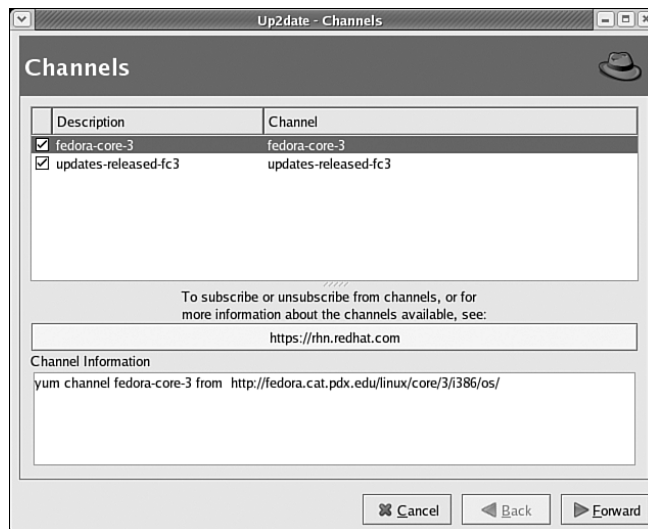 Up2date - Channels
Channels
Description Channel
fedora-core-3 fedora-core-3
updates-released-fc3 updates-released-fc3
To subscribe or unsubscribe from channels, or for
more information about the channels available, see:
https://rhn.redhat.com
Channel Information
yum channel fedora-core-3 from http://fedora.cat.pdx.edu/linux/core/3/i386/os/
Cancel Back Forward